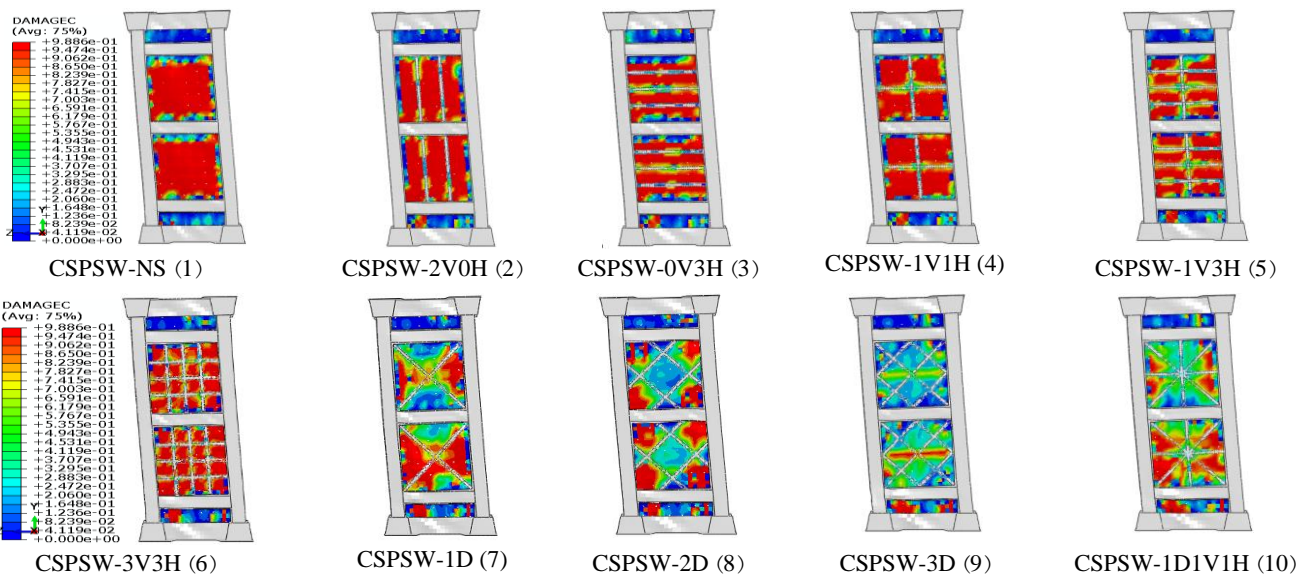 DAMAGEC
(Avg: 75%)
+9.886e-01
+9.474e-01
+9.062e-01
+8.650e-01
+8.239e-01
+7.827e-01
+7.415e-01
+7.003e-01
+6.591e-01
+6.179e-01
+5.767e-01
+5.355e-01
+4.943e-01
+4.531e-01
+4.119e-01
+3.707e-01
+3.295e-01
+2.883e-01
+2.472e-01
+2.060e-01
+1.648e-01
+1.236e-01
+8.239e-02
+4.119e-02
+0.000e+00
Y
Z X
CSPSW-NS (1)
CSPSW-2V0H (2)
CSPSW-0V3H (3)
CSPSW-1V1H (4)
CSPSW-1V3H (5)
DAMAGEC
(Avg: 75%)
+9.886e-01
+9.474e-01
+9.062e-01
+8.650e-01
+8.239e-01
+7.827e-01
+7.415e-01
+7.003e-01
+6.591e-01
+6.179e-01
+5.767e-01
+5.355e-01
+4.943e-01
+4.531e-01
+4.119e-01
+3.707e-01
+3.295e-01
+2.883e-01
+2.472e-01
+2.060e-01
+1.648e-01
+1.236e-01
+8.239e-02
+4.119e-02
+0.000e+00
Y
X
CSPSW-3V3H (6)
CSPSW-1D (7)
CSPSW-2D (8)
CSPSW-3D (9)
CSPSW-1D1V1H (10)